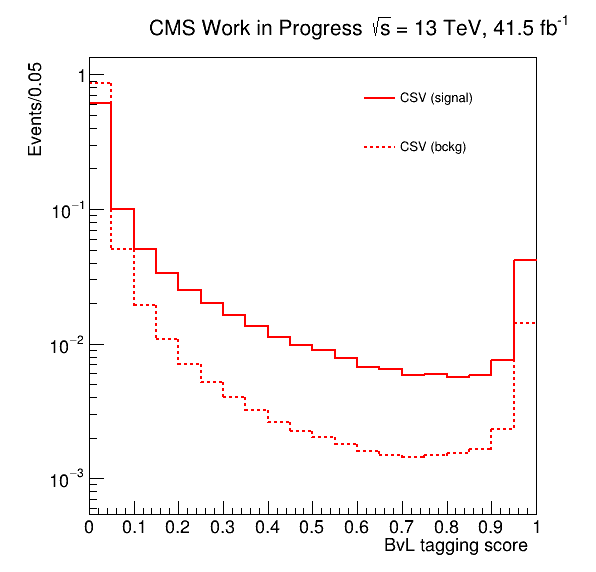 CMS Work in Progress √s = 13 TeV, 41.5 fb⁻¹
Events/0.05
CSV (signal)
CSV (bckg)
1
10⁻¹
10⁻²
10⁻³
0 0.1 0.2 0.3 0.4 0.5 0.6 0.7 0.8 0.9 1
BvL tagging score